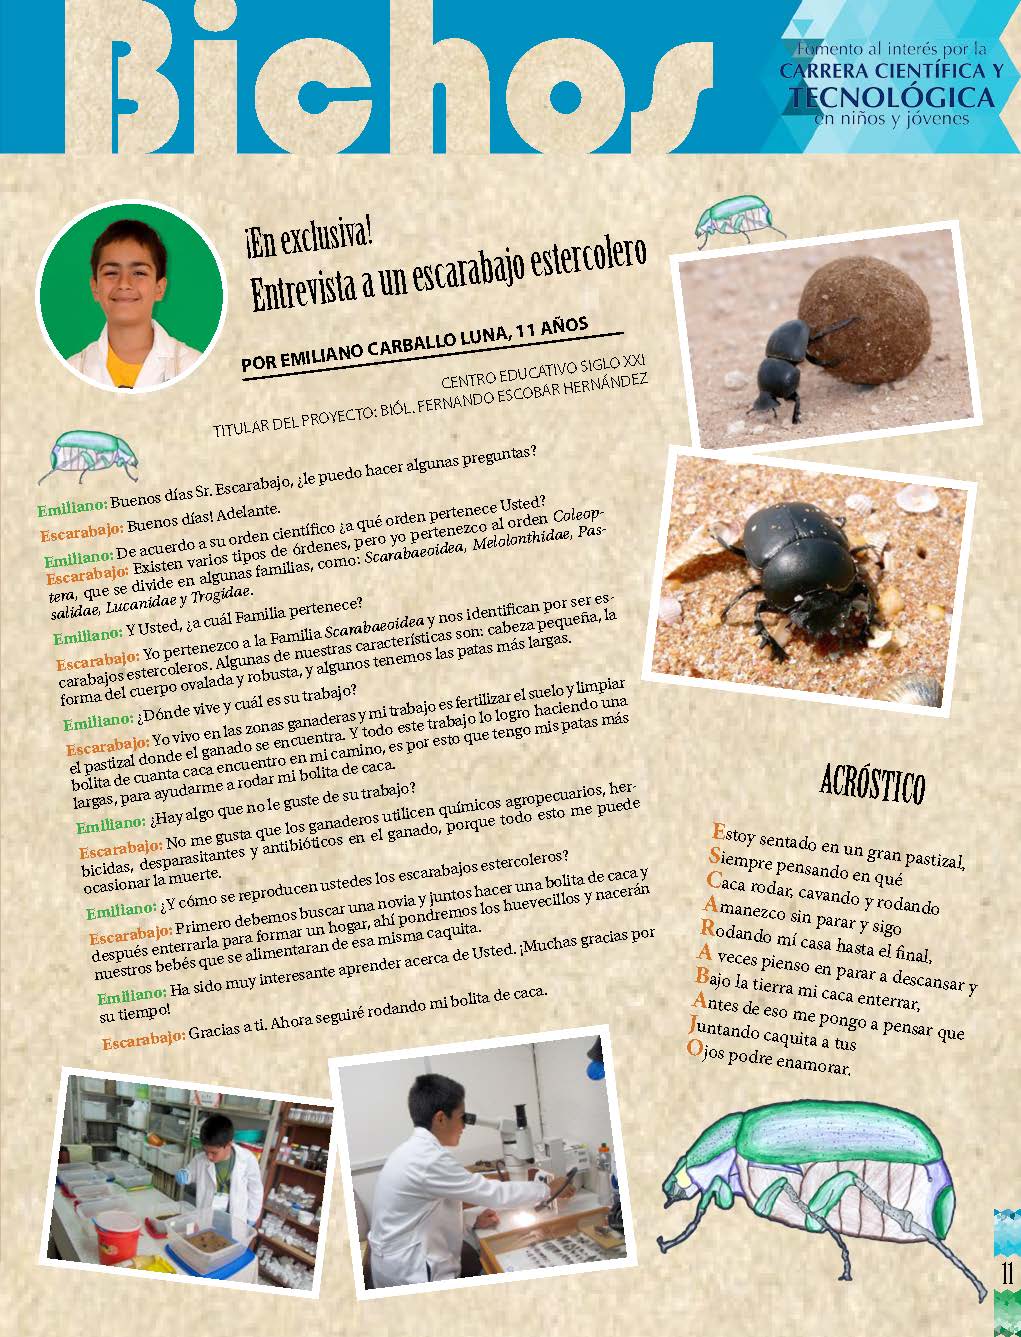 Bichos
Fomento al interés por la
CARRERA CIENTÍFICA Y
TECNOLÓGICA
en niños y jóvenes
¡En exclusiva!
Entrevista a un escarabajo estercolero
POR EMILIANO CARBALLO LUNA, 11 AÑOS
CENTRO EDUCATIVO SIGLO XXI
TITULAR DEL PROYECTO: BIÓL. FERNANDO ESCOBAR HERNÁNDEZ
Emiliano: Buenos días Sr. Escarabajo, ¿le puedo hacer algunas preguntas?
Escarabajo: Buenos días! Adelante.
Emiliano: De acuerdo a su orden científico ¿a qué orden pertenece Usted?
Escarabajo: Existen varios tipos de órdenes, pero yo pertenezco al orden Coleop-
tera, que se divide en algunas familias, como: Scarabaeoidea, Melolonthidae, Pas-
salidae, Lucanidae y Trogidae.
Emiliano: Y Usted, ¿a cuál Familia pertenece?
Escarabajo: Yo pertenezco a la Familia Scarabaeoidea y nos identifican por ser es-
carabajos estercoleros. Algunas de nuestras características son: cabeza pequeña, la
forma del cuerpo ovalada y robusta, y algunos tenemos las patas más largas.
Emiliano: ¿Dónde vive y cuál es su trabajo?
Escarabajo: Yo vivo en las zonas ganaderas y mi trabajo es fertilizar el suelo y limpiar
el pastizal donde el ganado se encuentra. Y todo este trabajo lo logro haciendo una
bolita de cuanta caca encuentro en mi camino, es por esto que tengo mis patas más
largas, para ayudarme a rodar mi bolita de caca.
Emiliano: ¿Hay algo que no le guste de su trabajo?
Escarabajo: No me gusta que los ganaderos utilicen químicos agropecuarios, her-
bicidas, desparasitantes y antibióticos en el ganado, porque todo esto me puede
ocasionar la muerte.
Emiliano: ¿Y cómo se reproducen ustedes los escarabajos estercoleros?
Escarabajo: Primero debemos buscar una novia y juntos hacer una bolita de caca y
después enterrarla para formar un hogar, ahí pondremos los huevecillos y nacerán
nuestros bebés que se alimentaran de esa misma caquita.
Emiliano: Ha sido muy interesante aprender acerca de Usted. ¡Muchas gracias por
su tiempo!
Escarabajo: Gracias a ti. Ahora seguiré rodando mi bolita de caca.
ACRÓSTICO
Estoy sentado en un gran pastizal,
Siempre pensando en qué
Caca rodar, cavando y rodando
Amanezco sin parar y sigo
Rodando mí casa hasta el final,
A veces pienso en parar a descansar y
Bajo la tierra mi caca enterrar,
Antes de eso me pongo a pensar que
Juntando caquita a tus
Ojos podre enamorar.
11